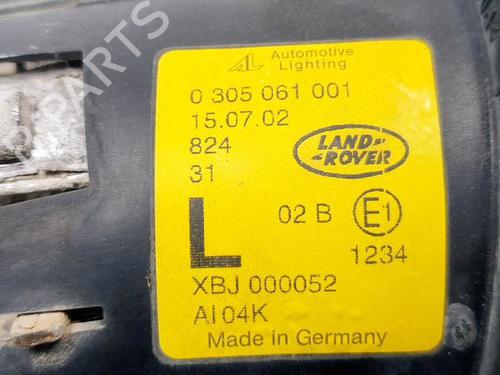 PARTS
Automotive
Lighting
0 305 061 001
15.07.02
824
31
LAND
ROVER
L
02 B
E1
1234
XBJ 000052
AI04K
Made in Germany